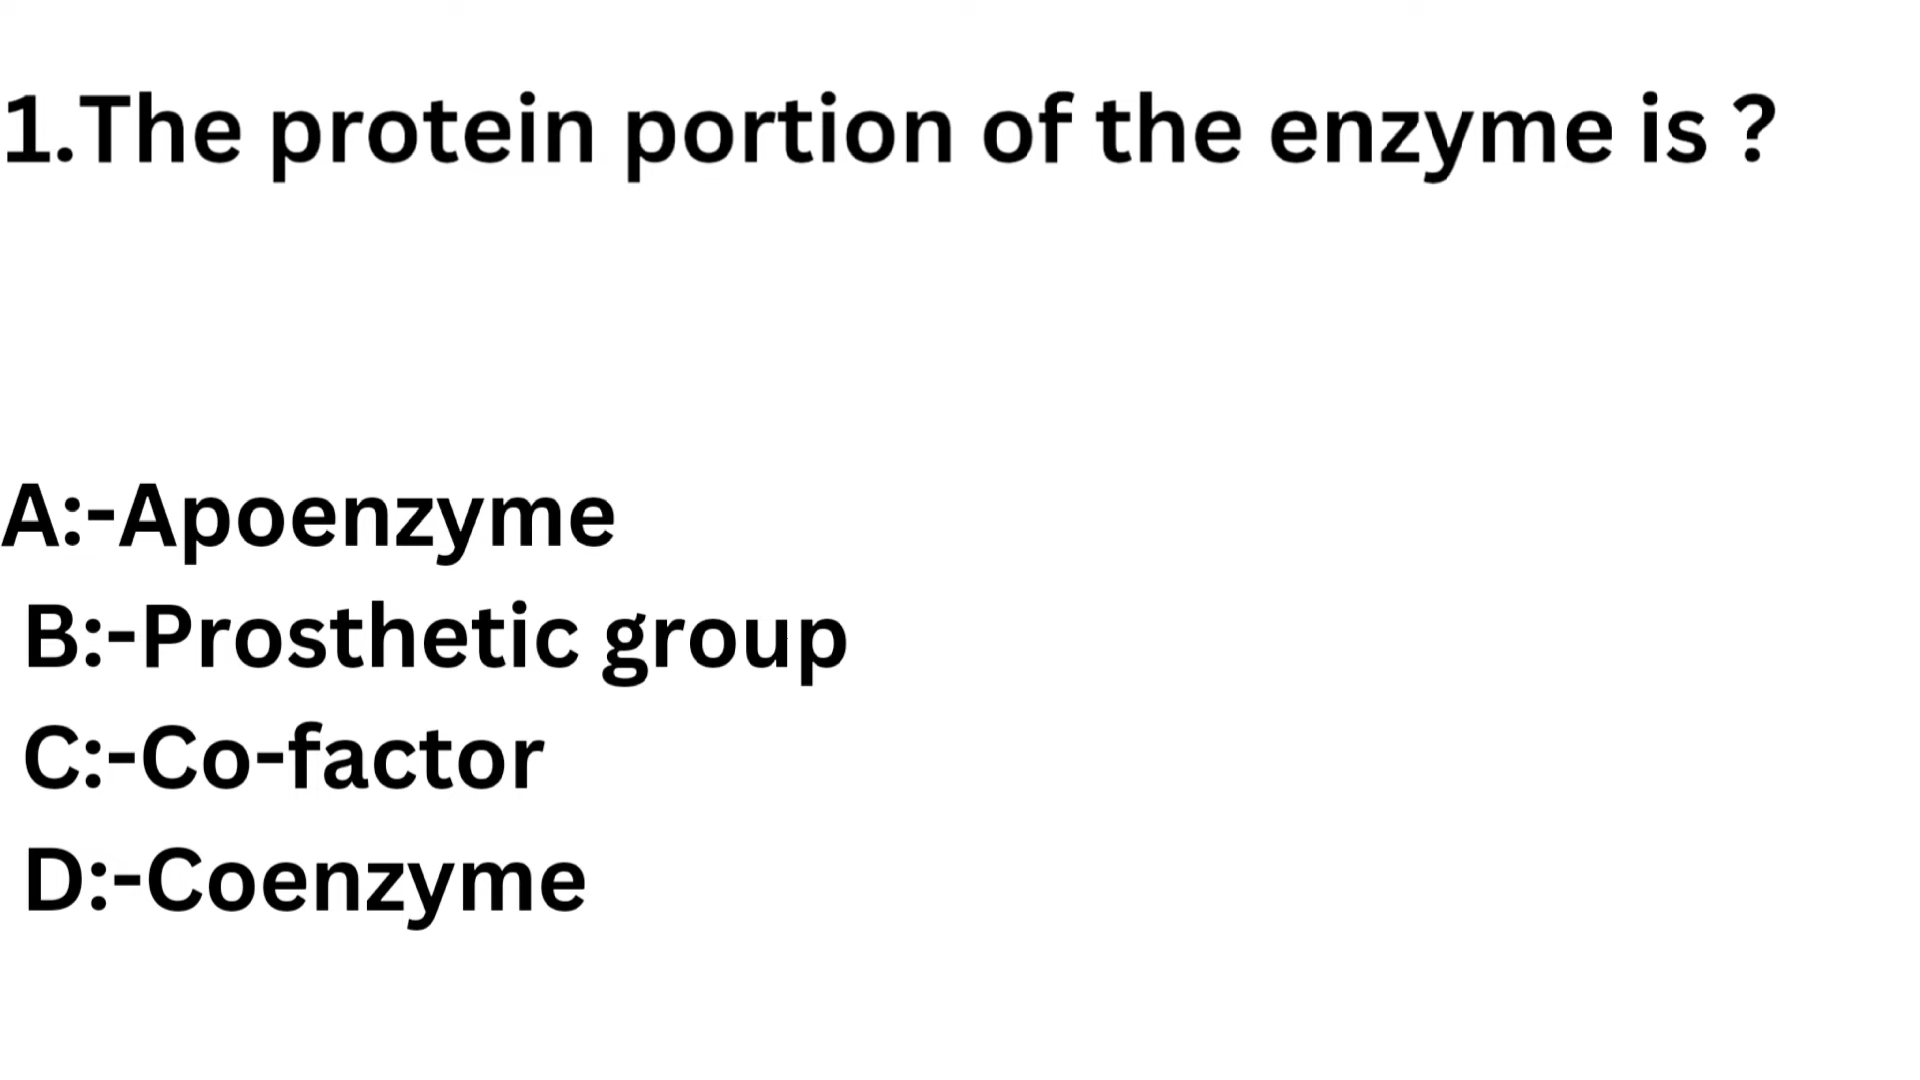 1.The protein portion of the enzyme is ?
A:-Apoenzyme
B:-Prosthetic group
C:-Co-factor
D:-Coenzyme